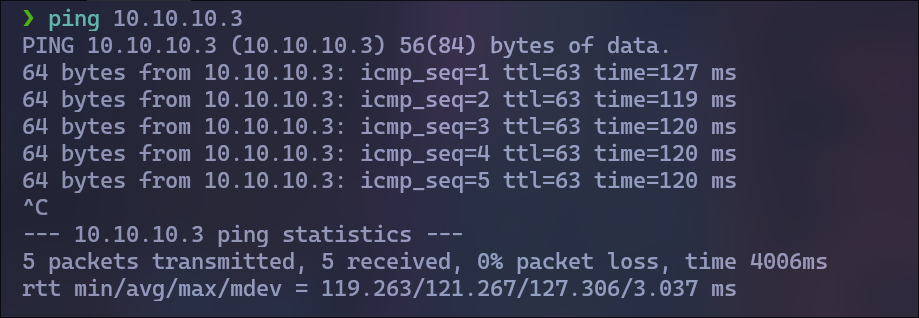 ❯ ping 10.10.10.3
PING 10.10.10.3 (10.10.10.3) 56(84) bytes of data.
64 bytes from 10.10.10.3: icmp_seq=1 ttl=63 time=127 ms
64 bytes from 10.10.10.3: icmp_seq=2 ttl=63 time=119 ms
64 bytes from 10.10.10.3: icmp_seq=3 ttl=63 time=120 ms
64 bytes from 10.10.10.3: icmp_seq=4 ttl=63 time=120 ms
64 bytes from 10.10.10.3: icmp_seq=5 ttl=63 time=120 ms
^C
--- 10.10.10.3 ping statistics ---
5 packets transmitted, 5 received, 0% packet loss, time 4006ms
rtt min/avg/max/mdev = 119.263/121.267/127.306/3.037 ms